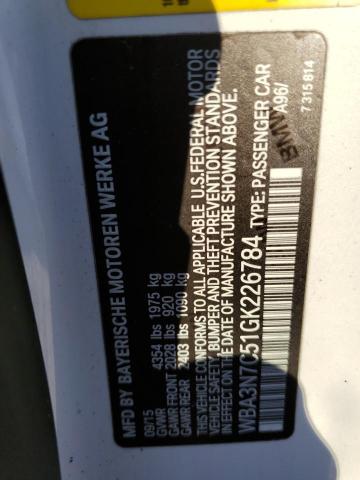 MFD BY BAYERISCHE MOTOREN WERKE AG
09/15
GVWR 4354 lbs 1975 kg
GAWR FRONT 2028 lbs 920 kg
GAWR REAR 2403 lbs 1090 kg
CONFORMS TO ALL APPLICABLE U.S.FEDERAL MOTOR
VEHICLE SAFETY, BUMPER AND THEFT PREVENTION STANDARDS
IN EFFECT ON THE DATE OF MANUFACTURE SHOWN ABOVE.
WBA3N7C51GK226784 TYPE: PASSENGER CAR
BMW
A96/
7 315 814